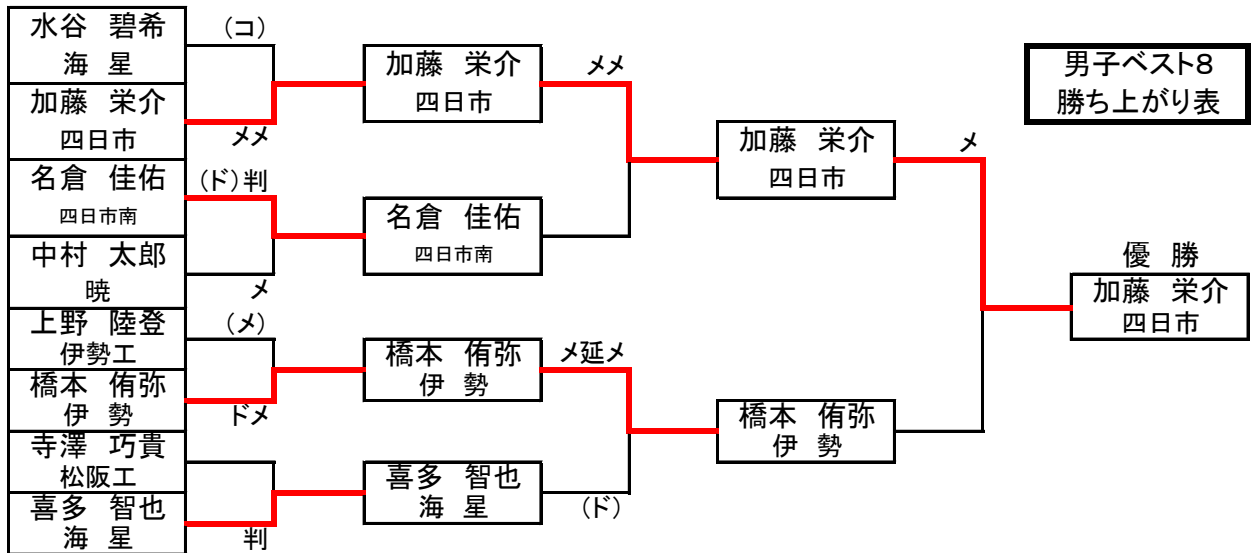 水谷 碧希
海 星
(コ)
加藤 栄介
四日市
メメ
名倉 佳佑
四日市南
(ド)判
中村 太郎
暁
メ
上野 陸登
伊勢工
(メ)
橋本 侑弥
伊 勢
ドメ
寺澤 巧貴
松阪工
喜多 智也
海 星
判
加藤 栄介
四日市
メメ
名倉 佳佑
四日市南
橋本 侑弥
伊 勢
メ延メ
喜多 智也
海 星
(ド)
加藤 栄介
四日市
メ
橋本 侑弥
伊 勢
男子ベスト8
勝ち上がり表
優 勝
加藤 栄介
四日市